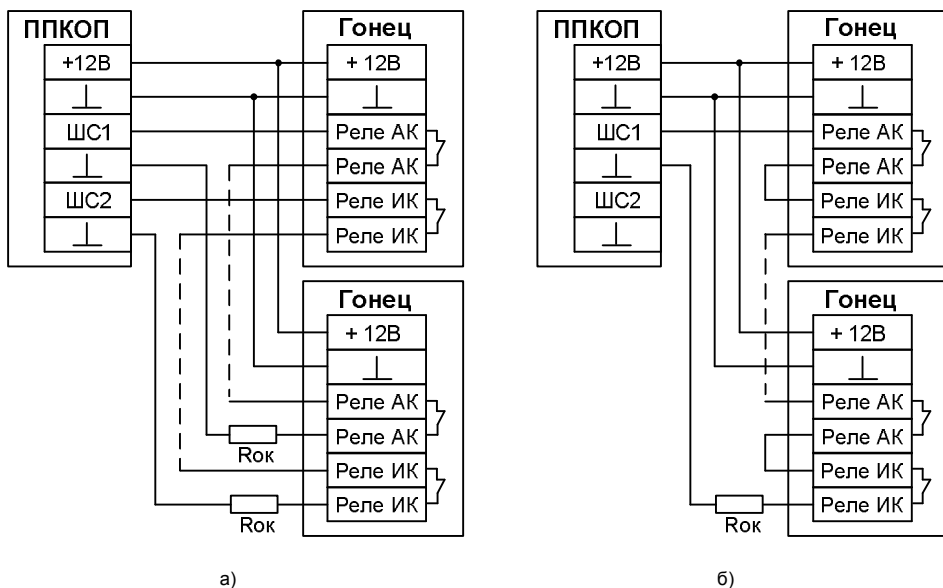 ППКОП
+12В
⊥
ШС1
⊥
ШС2
⊥
Гонец
+ 12В
⊥
Реле АК
Реле АК
Реле ИК
Реле ИК
Гонец
+ 12В
⊥
Реле АК
Реле АК
Реле ИК
Реле ИК
Rок
Rок
а)
ППКОП
+12В
⊥
ШС1
⊥
ШС2
⊥
Гонец
+ 12В
⊥
Реле АК
Реле АК
Реле ИК
Реле ИК
Гонец
+ 12В
⊥
Реле АК
Реле АК
Реле ИК
Реле ИК
Rок
б)